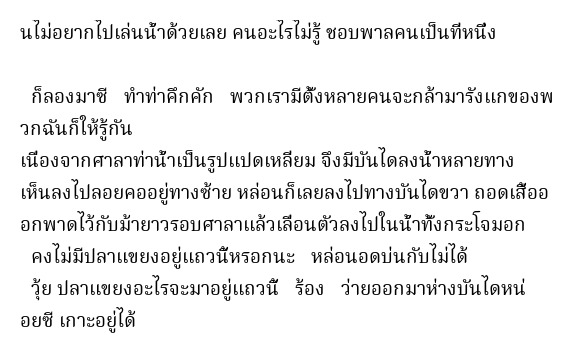 นไม่อยากไปเล่นน้ำด้วยเลย คนอะไรไม่รู้ ชอบพาลคนเป็นที่หนึ่ง
ก็ลองมาซี ทำท่าคึกคัก พวกเรามีตั้งหลายคนจะกล้ามารังแกของพ
วกฉันก็ให้รู้กัน
เนื่องจากศาลาท่าน้ำเป็นรูปแปดเหลี่ยม จึงมีบันไดลงน้ำหลายทาง
เห็นลงไปลอยคออยู่ทางซ้าย หล่อนก็เลยลงไปทางบันไดขวา ถอดเสื้ออ
อกพาดไว้กับม้ายาวรอบศาลาแล้วเลื่อนตัวลงไปในน้ำทั้งกระโจมอก
คงไม่มีปลาแขยงอยู่แถวนี้หรอกนะ หล่อนอดบ่นกับไม่ได้
วุ้ย ปลาแขยงอะไรจะมาอยู่แถวนี้ ร้อง ว่ายออกมาห่างบันไดหน่
อยซี เกาะอยู่ได้